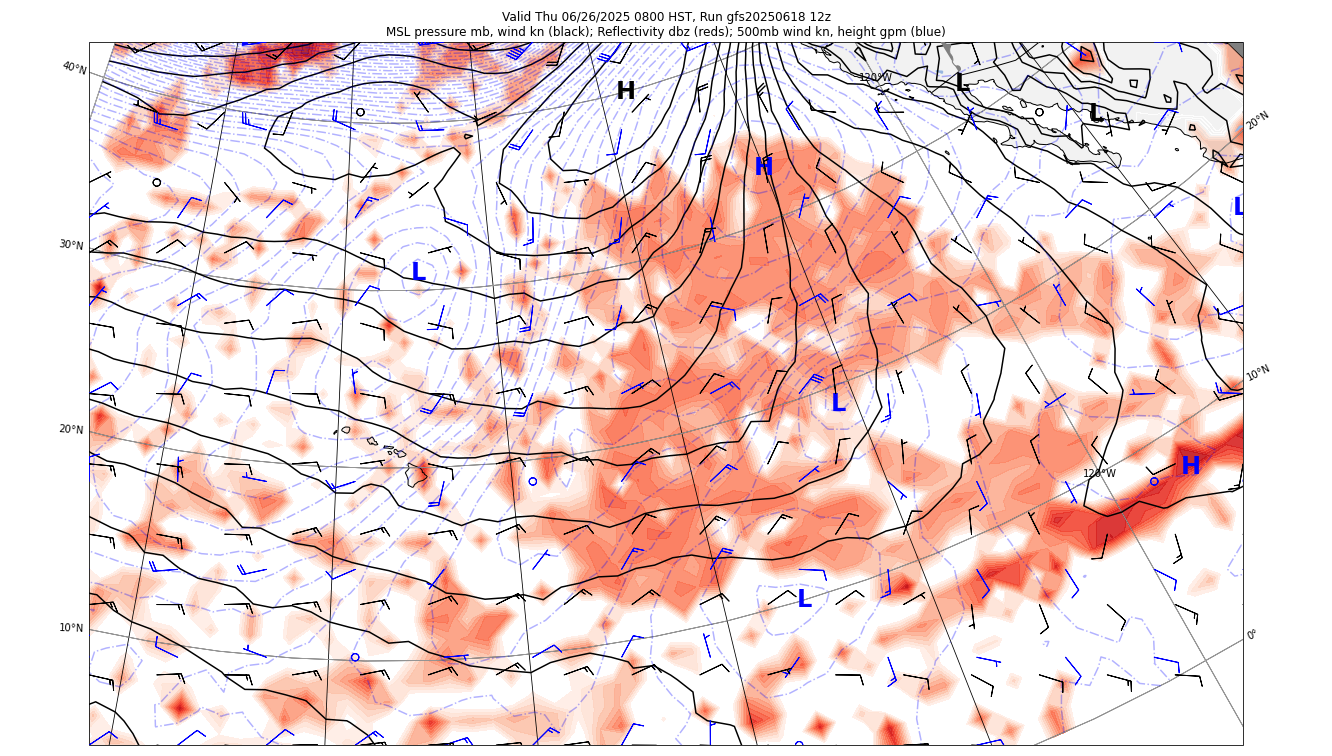 Valid Thu 06/26/2025 0800 HST, Run gfs20250618 12z
MSL pressure mb, wind kn (black); Reflectivity dbz (reds); 500mb wind kn, height gpm (blue)
40°N
120°W
L
H
L
20°N
H
L
30°N
L
10°N
L
20°N
H
120°W
L
10°N
0°